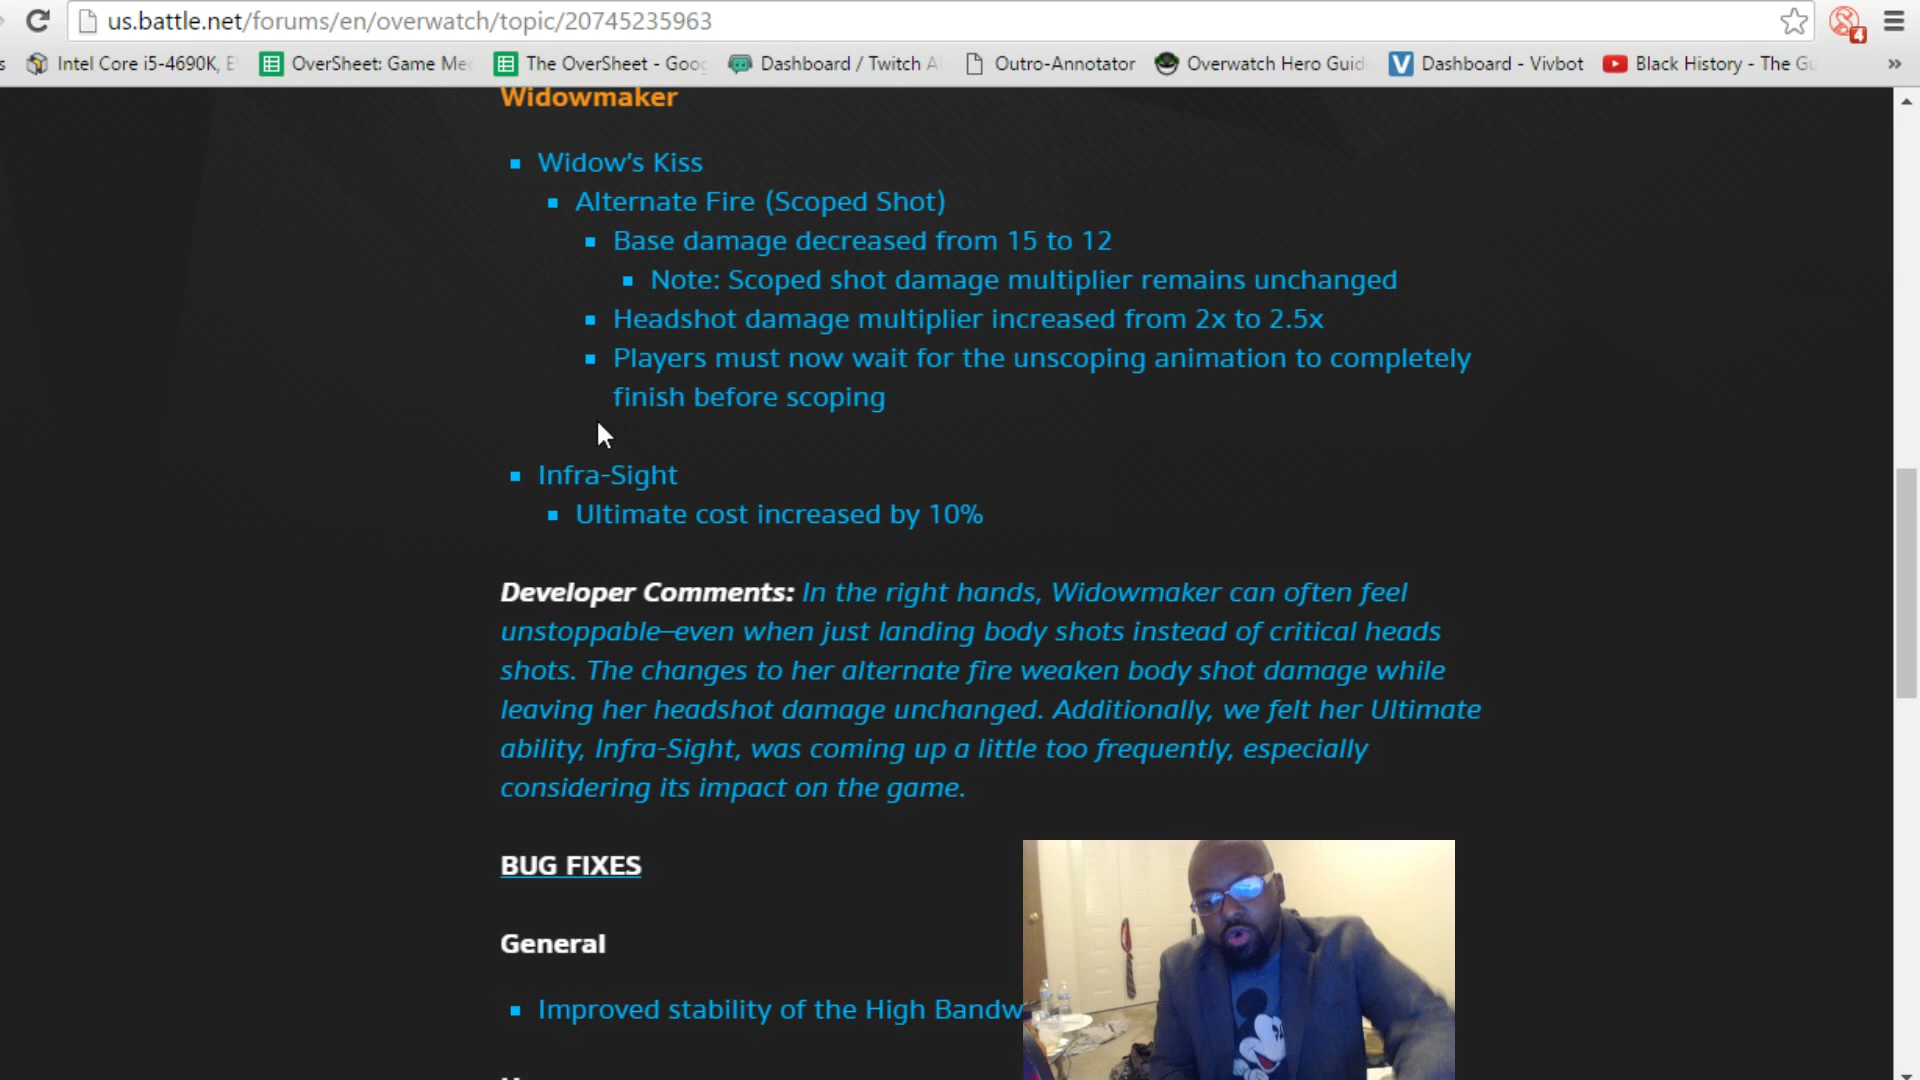 us.battle.net/forums/en/overwatch/topic/20745235963
4
s Intel Core i5-4690K, E OverSheet: Game Me The OverSheet - Goog Dashboard / Twitch A Outro-Annotator Overwatch Hero Guid V Dashboard - Vivbot Black History - The Gu »
Widowmaker
Widow's Kiss
Alternate Fire (Scoped Shot)
Base damage decreased from 15 to 12
Note: Scoped shot damage multiplier remains unchanged
Headshot damage multiplier increased from 2x to 2.5x
Players must now wait for the unscoping animation to completely
finish before scoping
Infra-Sight
Ultimate cost increased by 10%
Developer Comments: In the right hands, Widowmaker can often feel
unstoppable—even when just landing body shots instead of critical heads
shots. The changes to her alternate fire weaken body shot damage while
leaving her headshot damage unchanged. Additionally, we felt her Ultimate
ability, Infra-Sight, was coming up a little too frequently, especially
considering its impact on the game.
BUG FIXES
General
Improved stability of the High Bandw